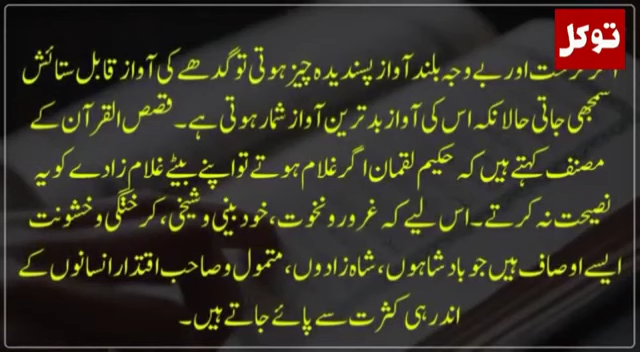 توکل
اور بے وجہ بلند آواز پسندیدہ چیز ہوتی تو گدھے کی آواز قابل ستائش
سمجھی جاتی حالانکہ اس کی آواز بدترین آواز شمار ہوتی ہے۔ قصص القرآن کے
مصنف کہتے ہیں کہ حکیم لقمان اگر غلام ہوتے تو اپنے بیٹے غلام زادے کو یہ
نصیحت نہ کرتے۔ اس لیے کہ غرور و نخوت، خود بینی و شیخی، کرختگی و خشونت
ایسے اوصاف ہیں جو بادشاہوں، شاہ زادوں، متمول و صاحب اقتدار انسانوں کے
اندر ہی کثرت سے پائے جاتے ہیں۔